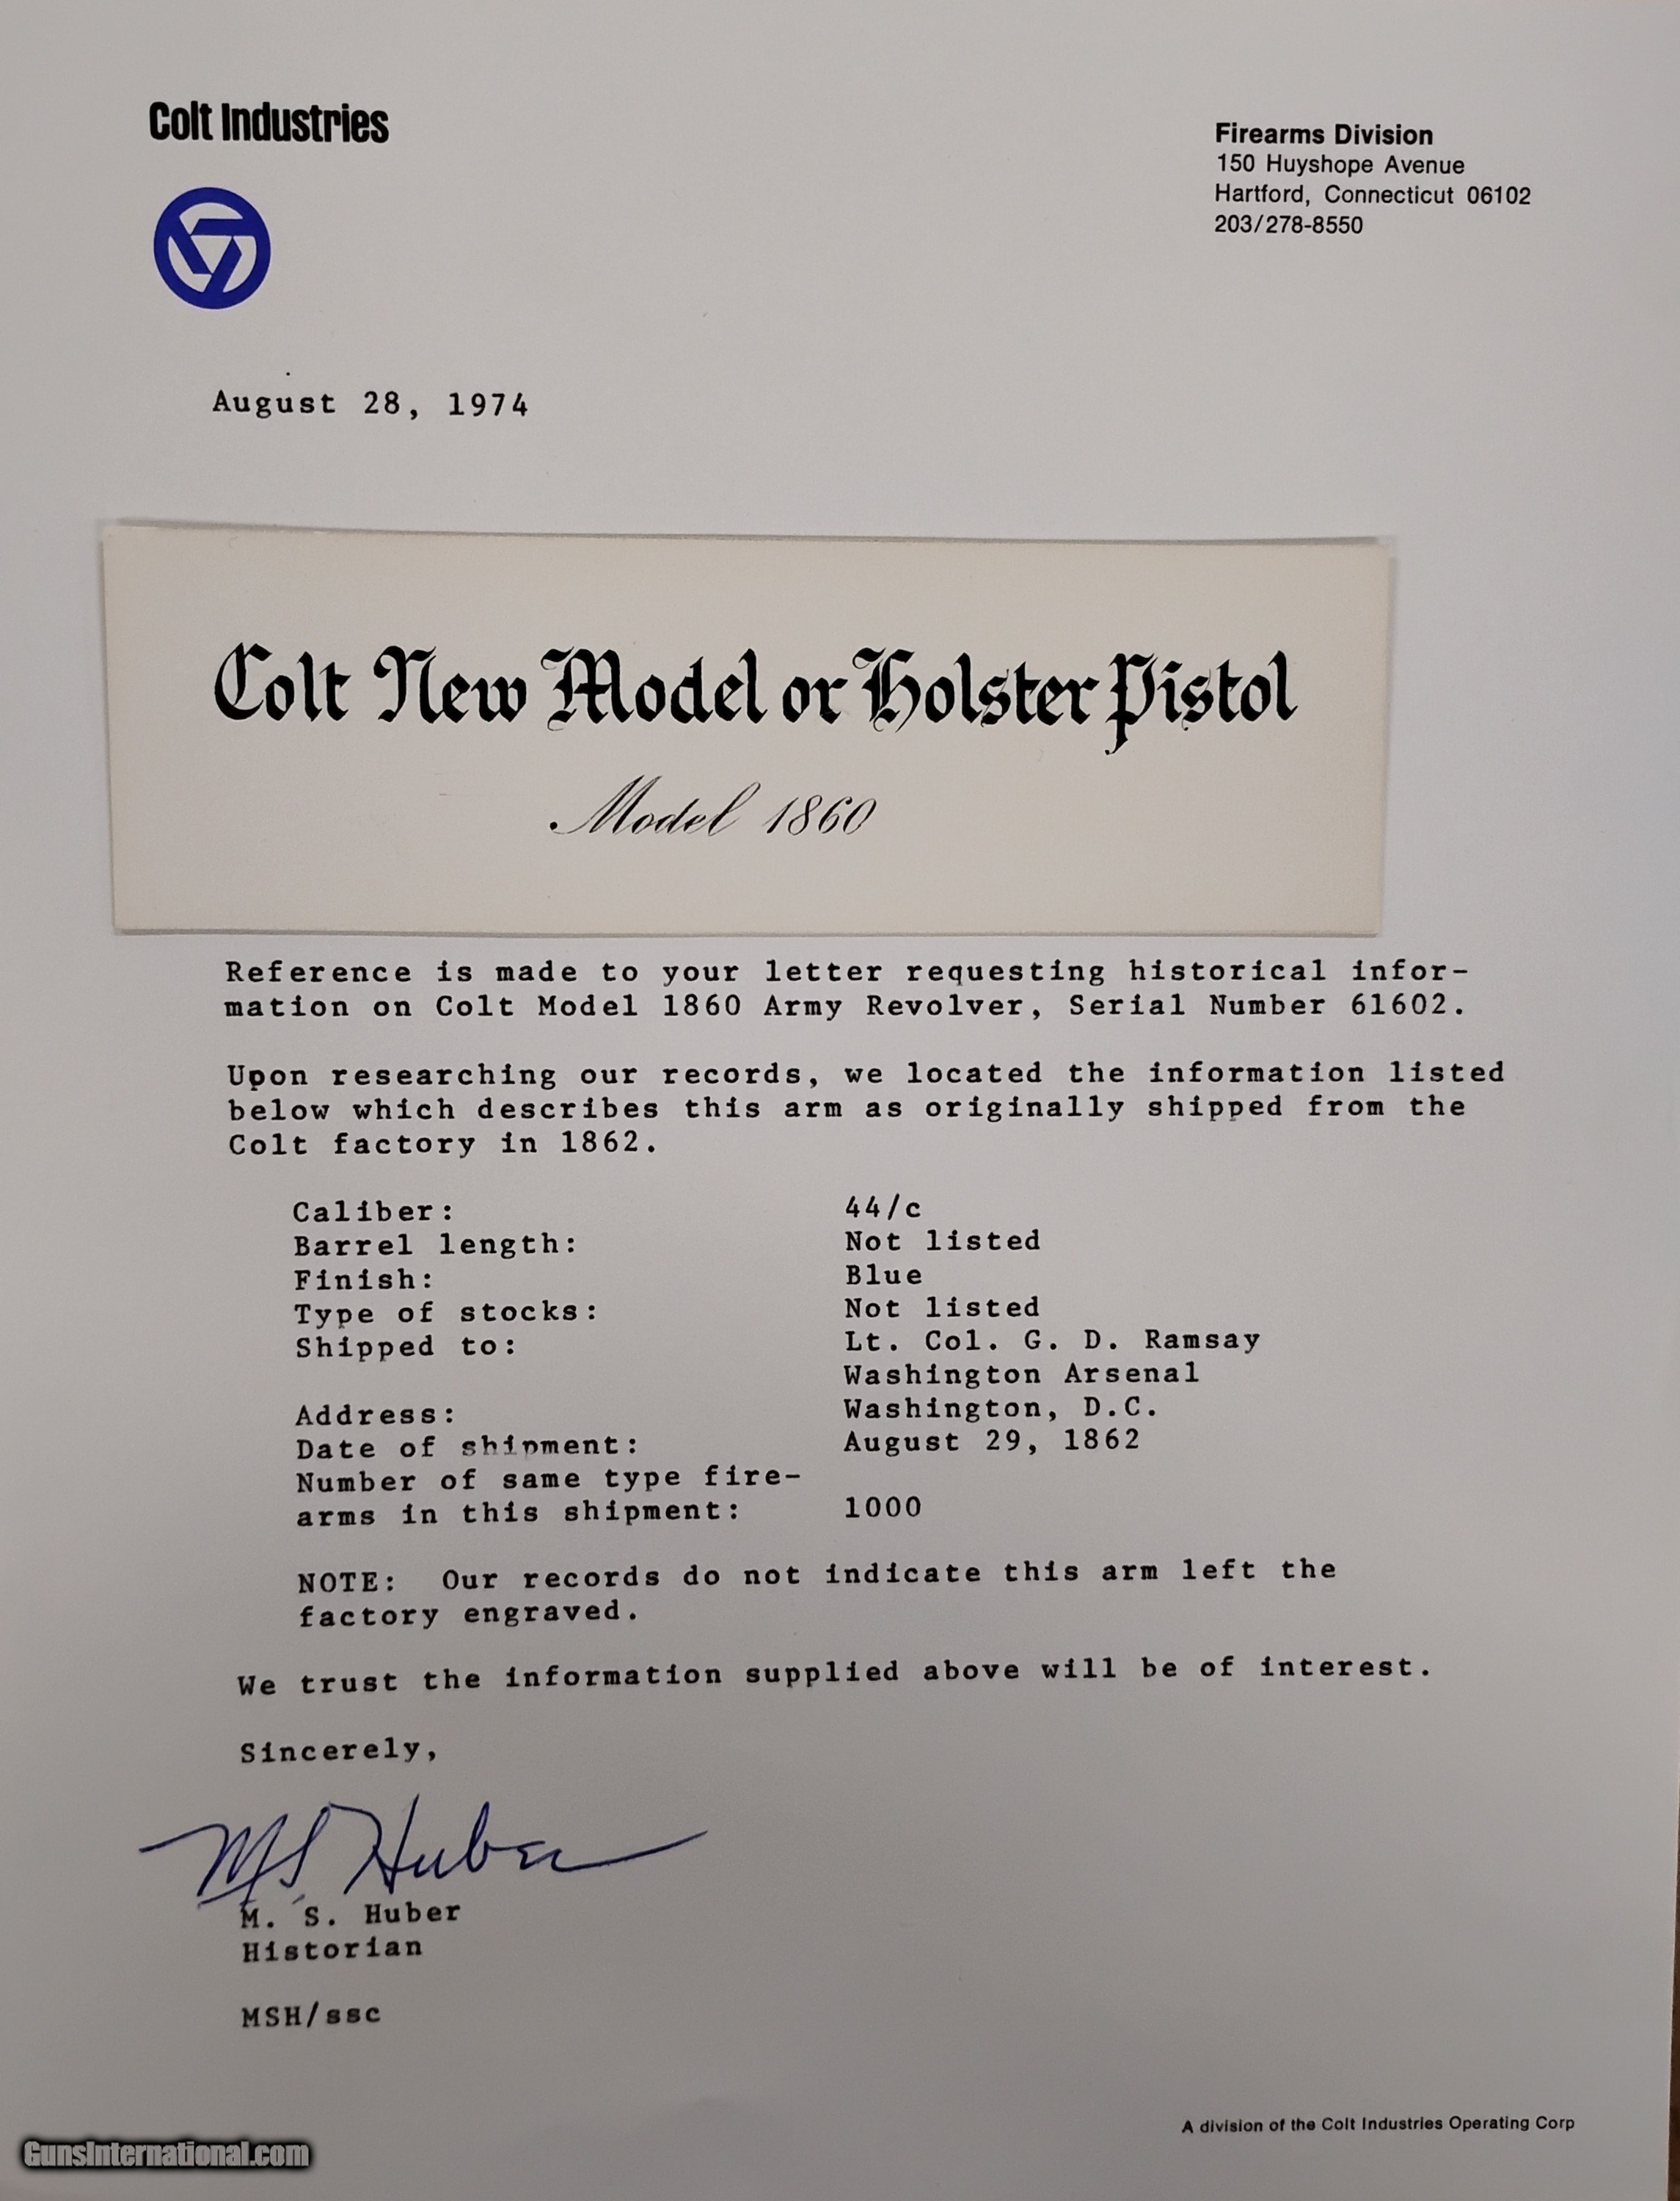 Colt Industries
Firearms Division
150 Huyshope Avenue
Hartford, Connecticut 06102
203/278-8550
August 28, 1974
Colt New Model or Holster Pistol
Model 1860
Reference is made to your letter requesting historical infor-
mation on Colt Model 1860 Army Revolver, Serial Number 61602.
Upon researching our records, we located the information listed
below which describes this arm as originally shipped from the
Colt factory in 1862.
Caliber: 44/c
Barrel length: Not listed
Finish: Blue
Type of stocks: Not listed
Shipped to: Lt. Col. G. D. Ramsay
Washington Arsenal
Address: Washington, D.C.
Date of shipment: August 29, 1862
Number of same type fire-
arms in this shipment: 1000
NOTE: Our records do not indicate this arm left the
factory engraved.
We trust the information supplied above will be of interest.
Sincerely,
MS Huber
M. S. Huber
Historian
MSH/ssc
A division of the Colt Industries Operating Corp
GunsInternational.com